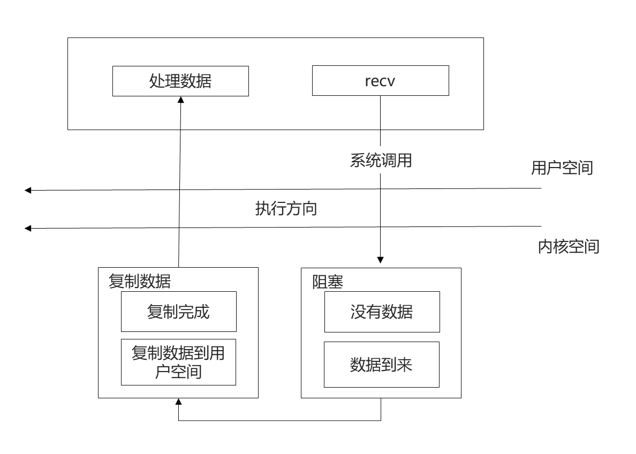 处理数据
recv
系统调用
用户空间
执行方向
内核空间
复制数据
阻塞
复制完成
没有数据
复制数据到用
户空间
数据到来